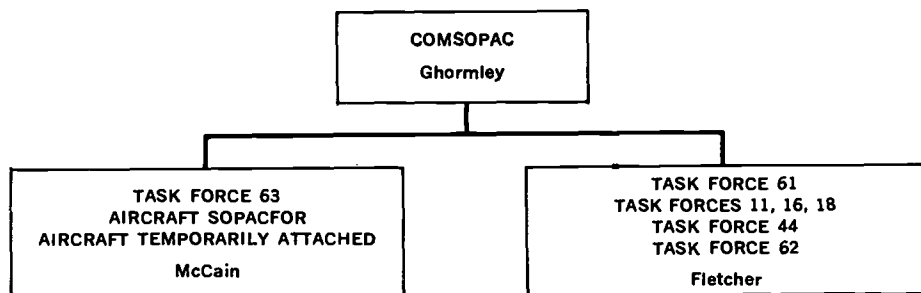 COMSOPAC
Ghormley
TASK FORCE 63
AIRCRAFT SOPACFOR
AIRCRAFT TEMPORARILY ATTACHED
McCain
TASK FORCE 61
TASK FORCES 11, 16, 18
TASK FORCE 44
TASK FORCE 62
Fletcher